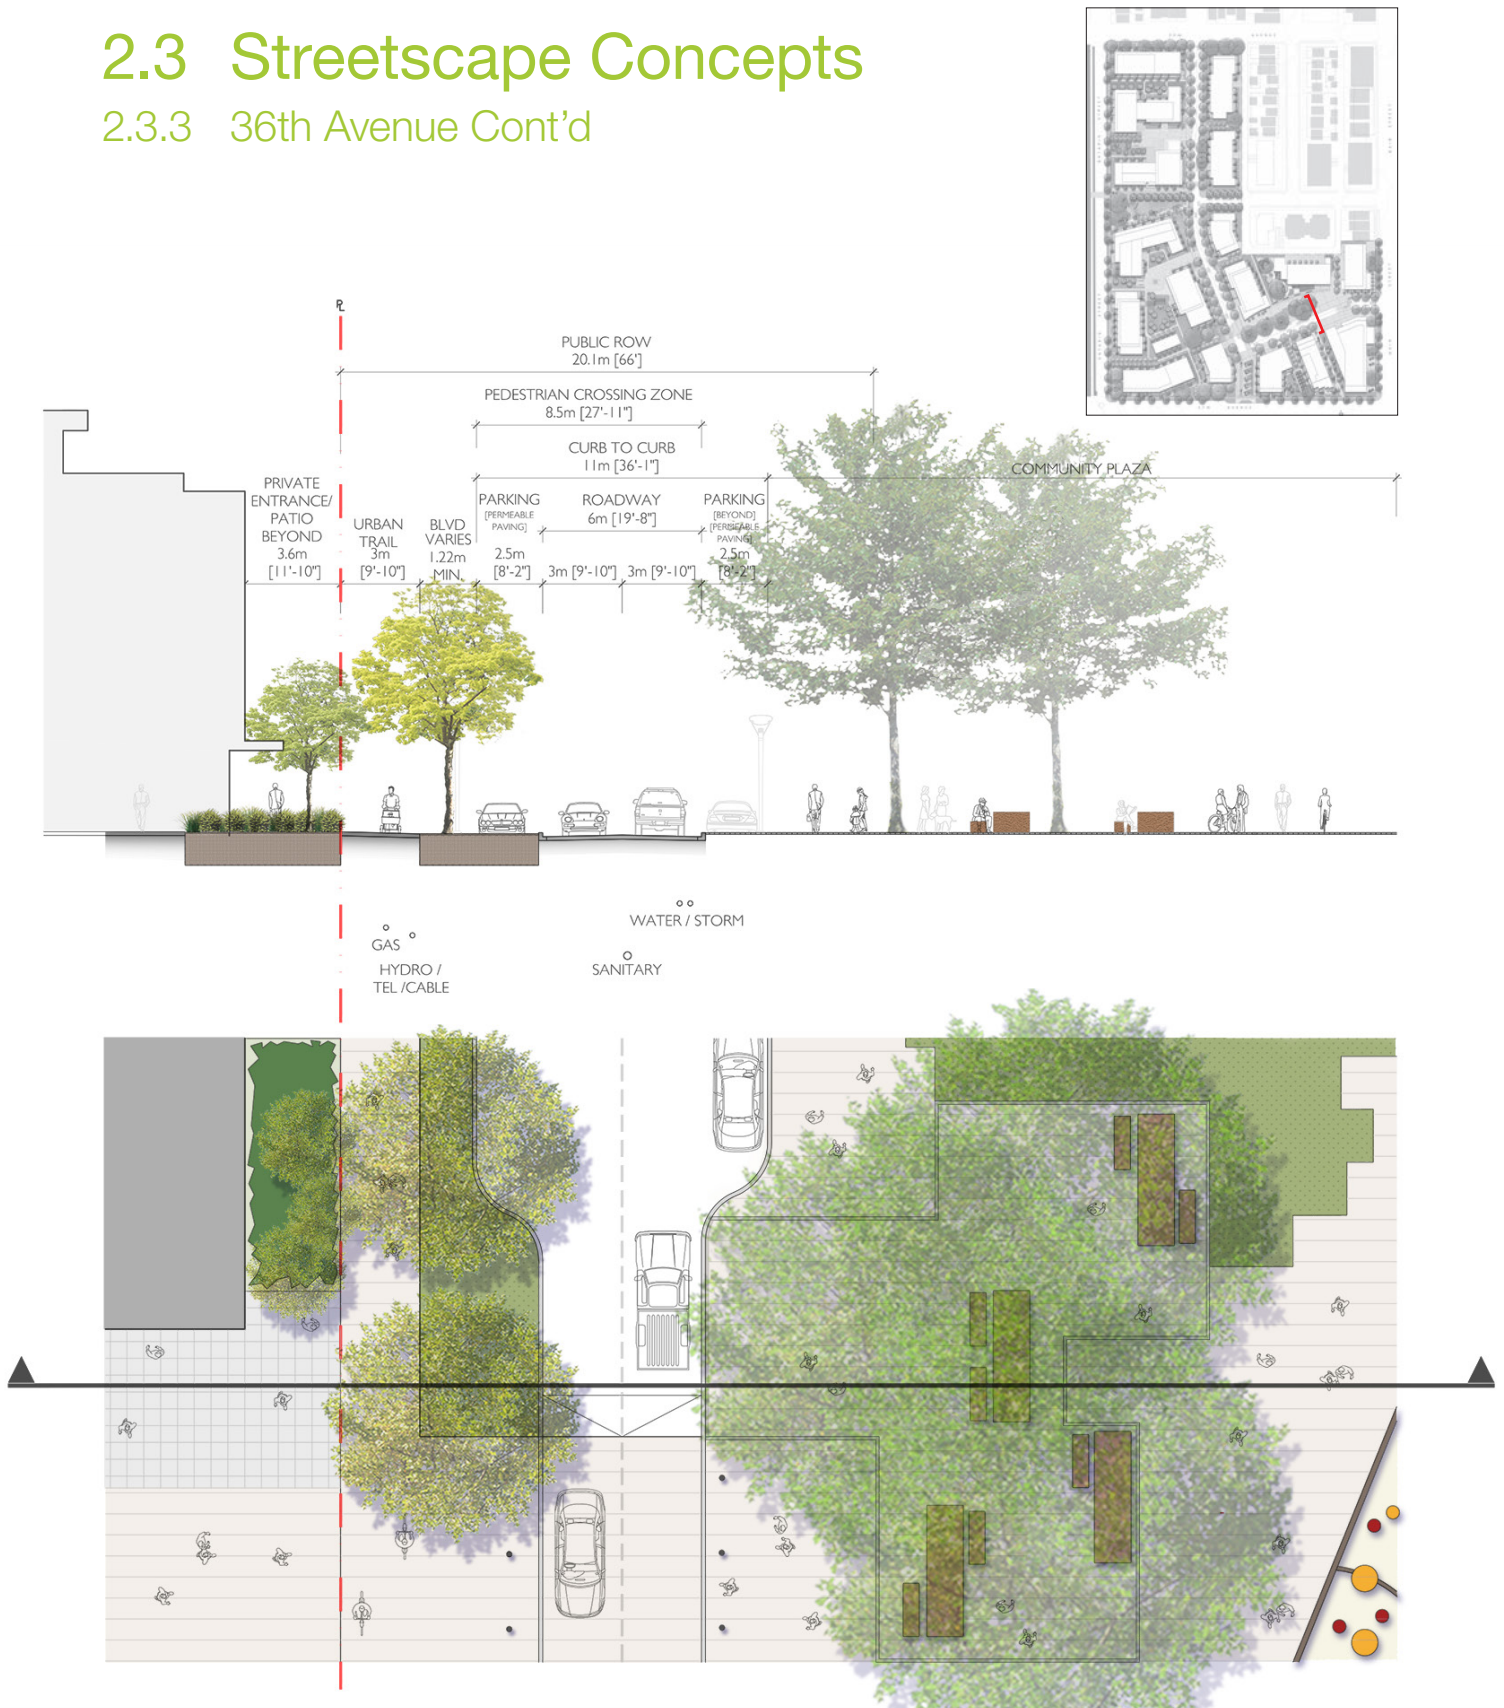 2.3 Streetscape Concepts
2.3.3 36th Avenue Cont’d
PUBLIC ROW
20.1m [66']
PEDESTRIAN CROSSING ZONE
8.5m [27'-11"]
CURB TO CURB
11m [36'-1"]
COMMUNITY PLAZA
PRIVATE
ENTRANCE/
PATIO
BEYOND
3.6m
[11'-10"]
URBAN
TRAIL
3m
[9'-10"]
BLVD
VARIES
1.22m
MIN.
PARKING
[PERMEABLE
PAVING]
2.5m
[8'-2"]
ROADWAY
6m [19'-8"]
3m [9'-10"]
3m [9'-10"]
PARKING
[BEYOND]
[PERMEABLE
PAVING]
2.5m
[8'-2"]
WATER / STORM
GAS
HYDRO /
TEL /CABLE
SANITARY